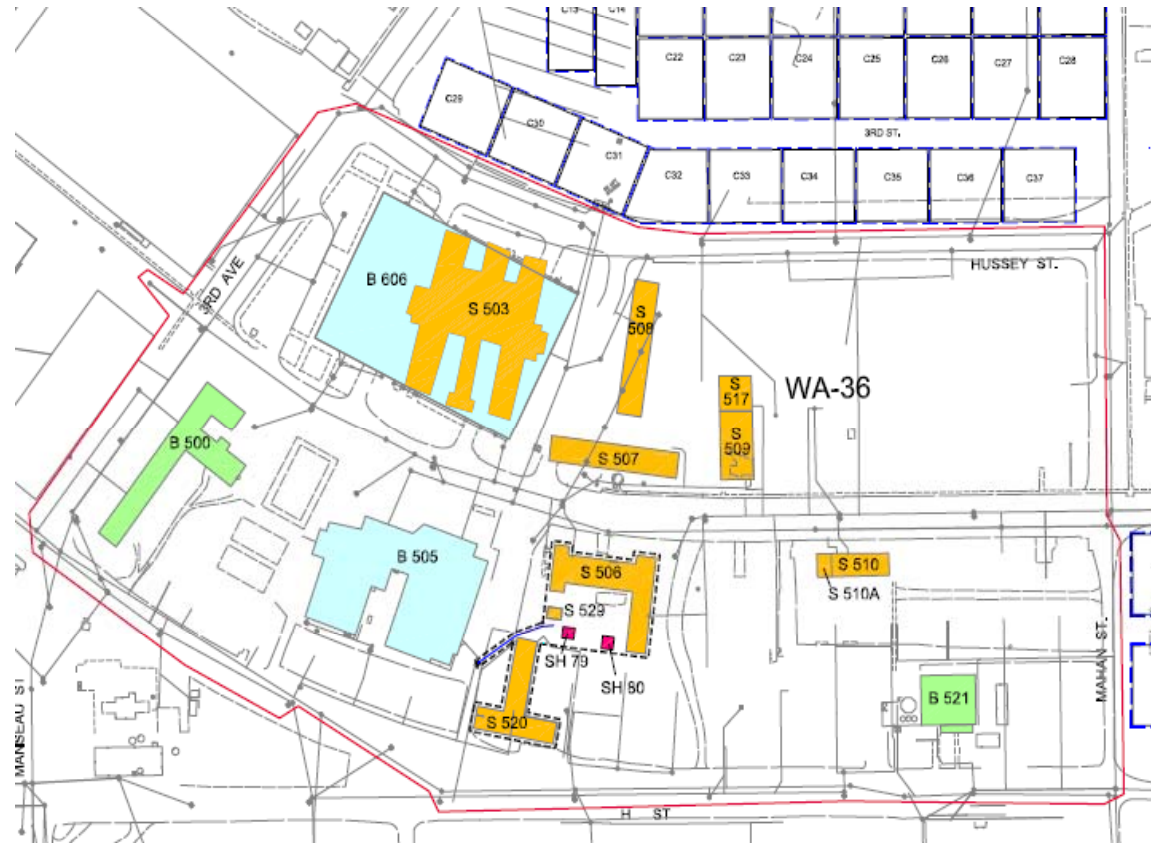 C13
C14
C22
C23
C24
C25
C26
C27
C28
C29
C30
C31
3RD ST.
C32
C33
C34
C35
C36
C37
HUSSEY ST.
3RD AVE
B 606
S 503
S
508
S
517
WA-36
S
509
B 500
S 507
B 505
S 506
S 510
S 510A
S 529
SH 79
SH 80
S 520
B 521
MAHAN ST.
MANSEAU ST
H ST